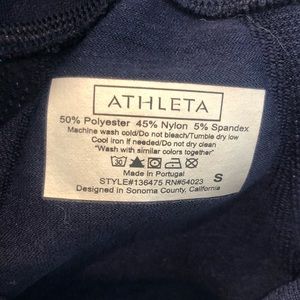 ATHLETA
50% Polyester 45% Nylon 5% Spandex
Machine wash cold/Do not bleach/Tumble dry low
Cool iron if needed/Do not dry clean
"Wash with similar colors together"
30
Made in Portugal
STYLE#136475 RN#54023 S
Designed in Sonoma County, California